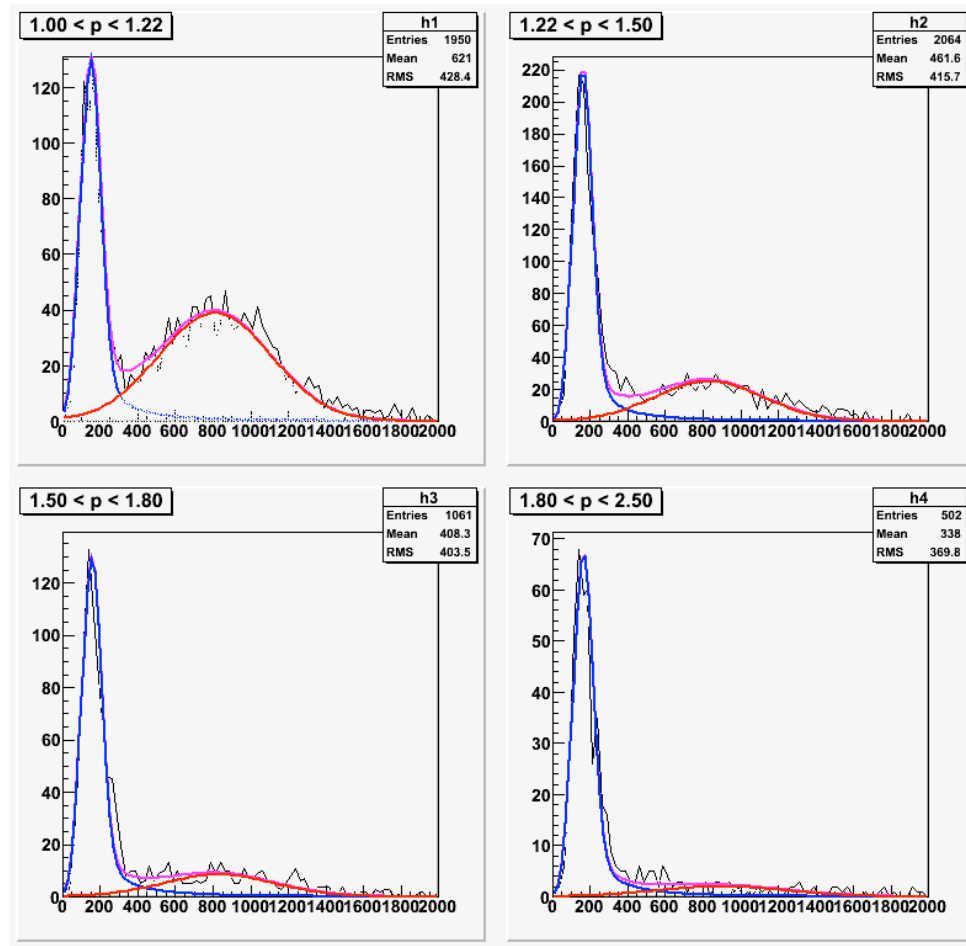 1.00 < p < 1.22
h1
Entries 1950
Mean 621
RMS 428.4
120
100
80
60
40
20
0
0 200 400 600 800 1000 1200 1400 1600 1800 2000
1.22 < p < 1.50
h2
Entries 2064
Mean 461.6
RMS 415.7
220
200
180
160
140
120
100
80
60
40
20
0
0 200 400 600 800 1000 1200 1400 1600 1800 2000
1.50 < p < 1.80
h3
Entries 1061
Mean 408.3
RMS 403.5
120
100
80
60
40
20
0
0 200 400 600 800 1000 1200 1400 1600 1800 2000
1.80 < p < 2.50
h4
Entries 502
Mean 338
RMS 369.8
70
60
50
40
30
20
10
0
0 200 400 600 800 1000 1200 1400 1600 1800 2000